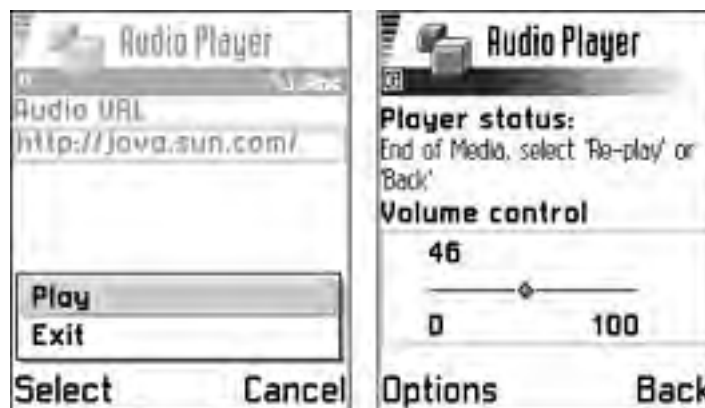 Audio Player
Audio URL
http://java.sun.com/
Play
Exit
Select Cancel
Audio Player
Player status:
End of Media, select 'Re-play' or
'Back'
Volume control
46
0 100
Options Back